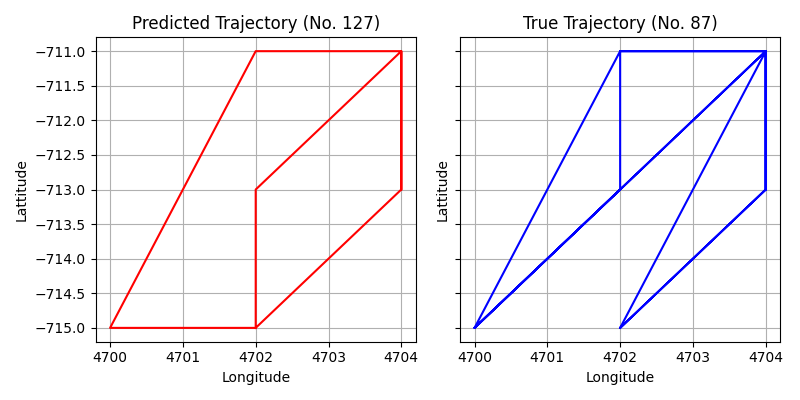 Predicted Trajectory (No. 127)
True Trajectory (No. 87)
−711.0
−711.5
−712.0
−712.5
−713.0
−713.5
−714.0
−714.5
−715.0
Lattitude
Lattitude
4700 4701 4702 4703 4704
4700 4701 4702 4703 4704
Longitude
Longitude